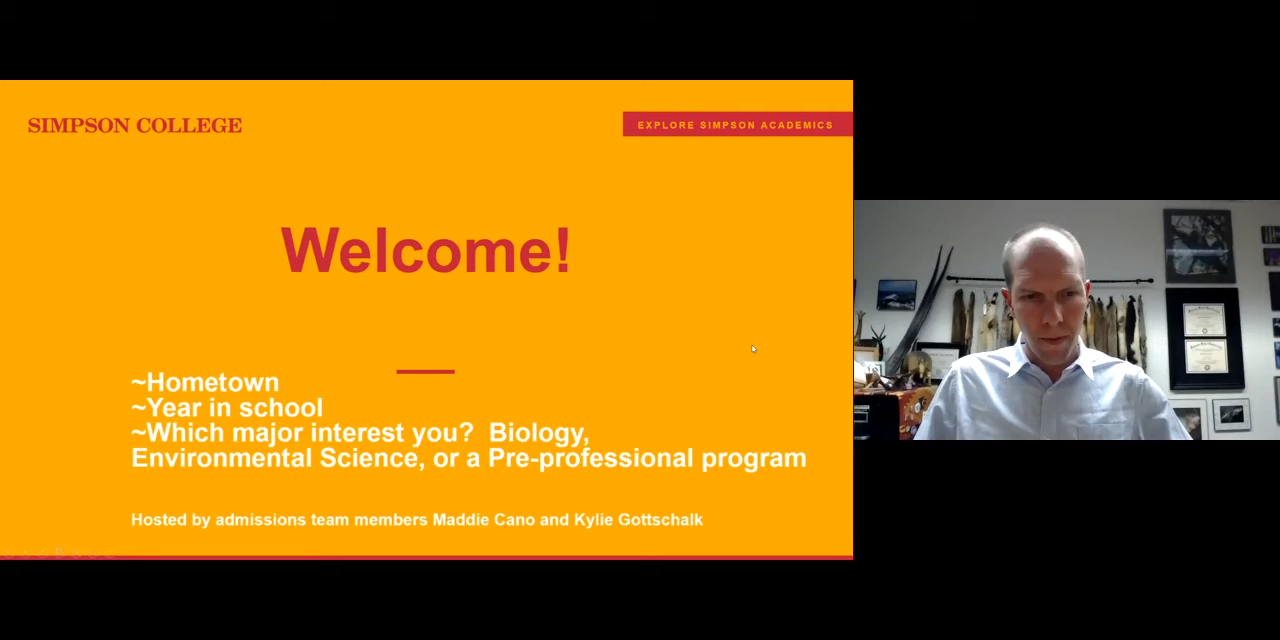 SIMPSON COLLEGE
EXPLORE SIMPSON ACADEMICS
Welcome!
~Hometown
~Year in school
~Which major interest you?  Biology,
Environmental Science, or a Pre-professional program
Hosted by admissions team members Maddie Cano and Kylie Gottschalk